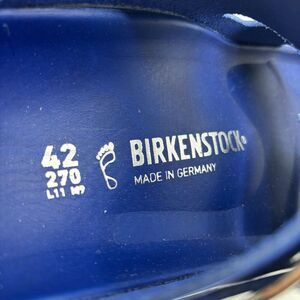 42
270
L11 M9
BIRKENSTOCK®
MADE IN GERMANY